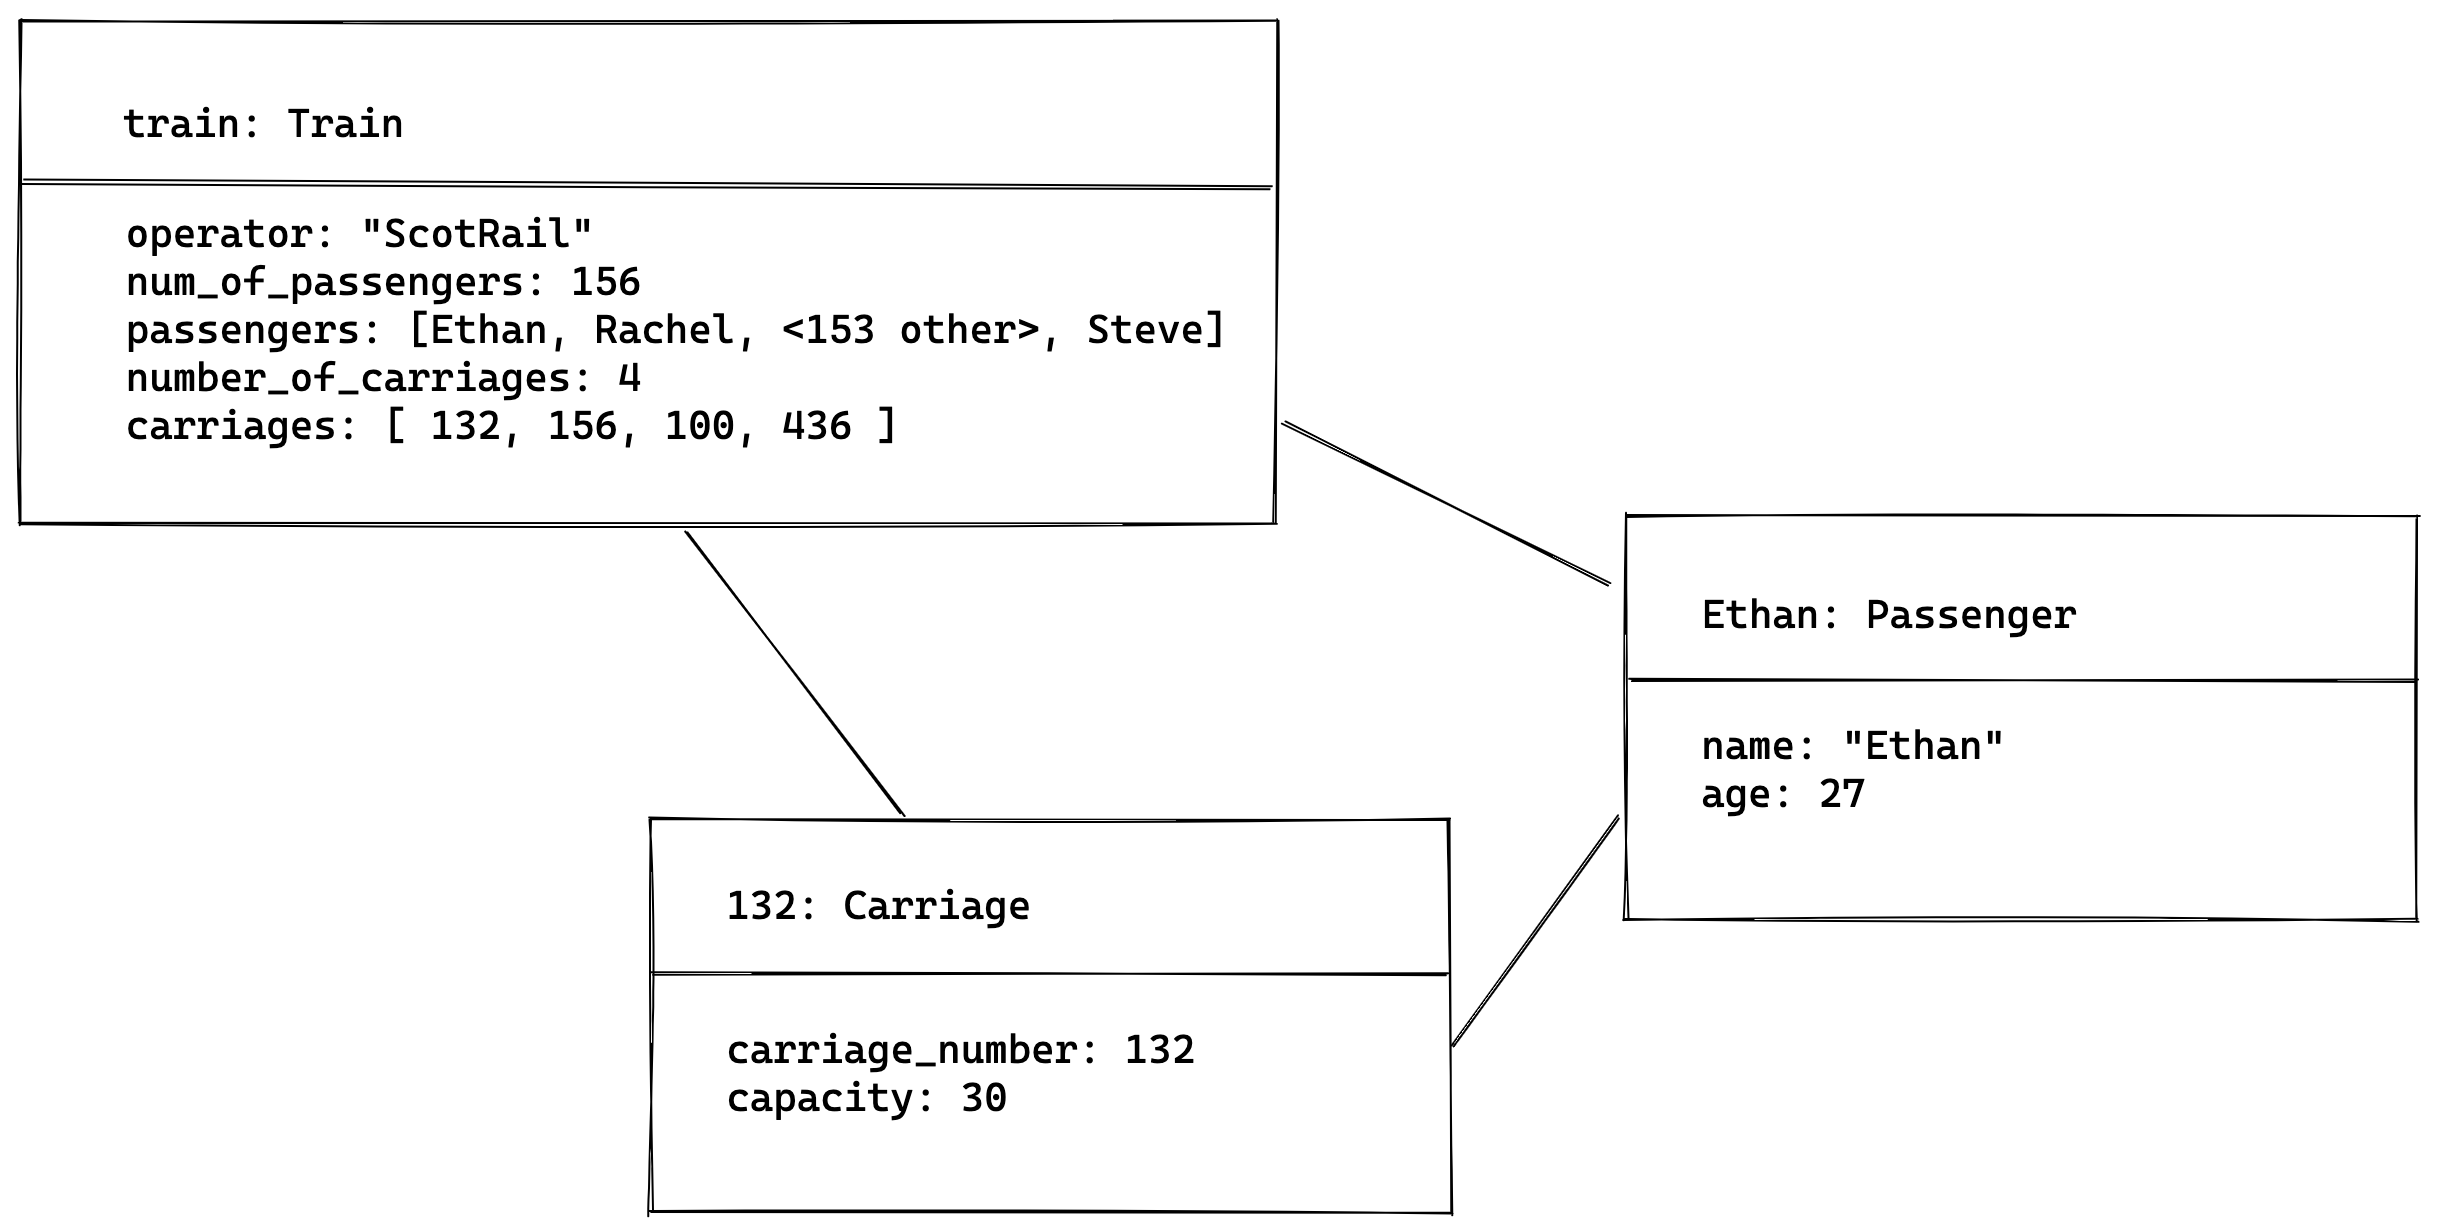 train: Train
operator: "ScotRail"
num_of_passengers: 156
passengers: [Ethan, Rachel, <153 other>, Steve]
number_of_carriages: 4
carriages: [ 132, 156, 100, 436 ]
Ethan: Passenger
name: "Ethan"
age: 27
132: Carriage
carriage_number: 132
capacity: 30